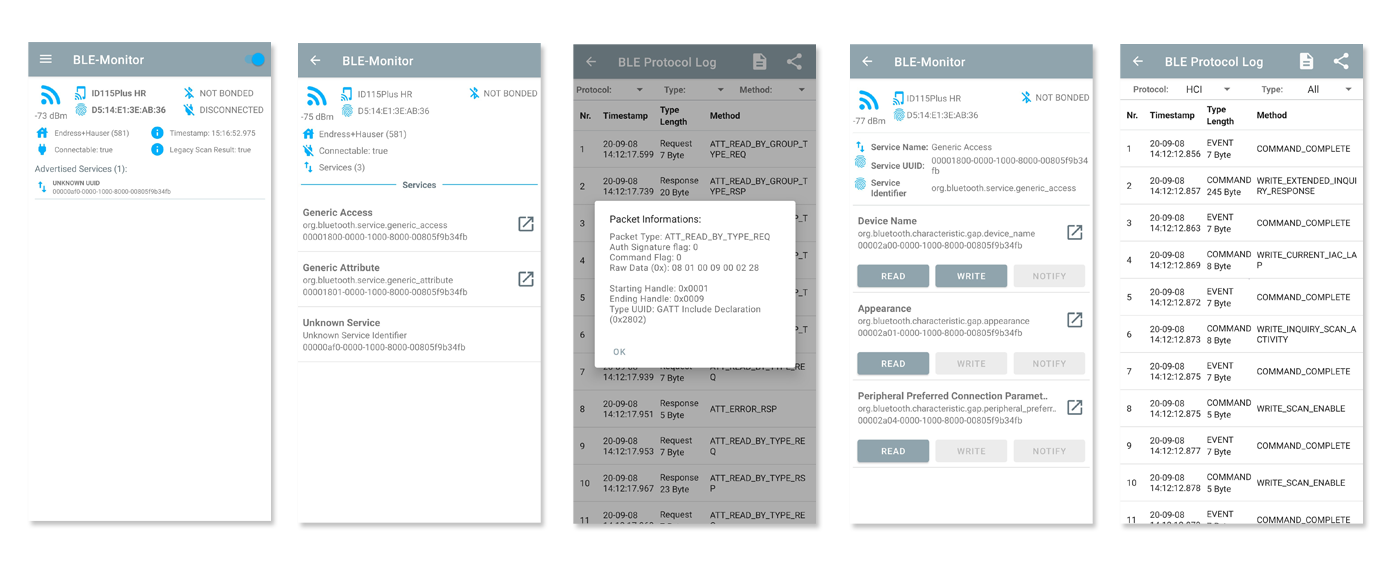 BLE-Monitor
ID115Plus HR
NOT BONDED
-73 dBm
D5:14:E1:3E:AB:36
DISCONNECTED
Endress+Hauser (581)
Timestamp: 15:16:52.975
Connectable: true
Legacy Scan Result: true
Advertised Services (1):
UNKNOWN UUID
00000af0-0000-1000-8000-00805f9b34fb
BLE-Monitor
ID115Plus HR
NOT BONDED
-75 dBm
D5:14:E1:3E:AB:36
Endress+Hauser (581)
Connectable: true
Services (3)
Services
Generic Access
org.bluetooth.service.generic_access
00001800-0000-1000-8000-00805f9b34fb
Generic Attribute
org.bluetooth.service.generic_attribute
00001801-0000-1000-8000-00805f9b34fb
Unknown Service
Unknown Service Identifier
00000af0-0000-1000-8000-00805f9b34fb
BLE Protocol Log
Protocol: Type: Method:
Nr. Timestamp Type Length Method
1 20-09-08 14:12:17.599 Request 7 Byte ATT_READ_BY_GROUP_TYPE_REQ
2 20-09-08 14:12:17.739 Response 20 Byte ATT_READ_BY_GROUP_TYPE_RSP
3
4
5
6
Packet Informations:
Packet Type: ATT_READ_BY_TYPE_REQ
Auth Signature flag: 0
Command Flag: 0
Raw Data (0x): 08 01 00 09 00 02 28
Starting Handle: 0x0001
Ending Handle: 0x0009
Type UUID: GATT Include Declaration
(0x2802)
OK
7 20-09-08 14:12:17.939 Request 7 Byte ATT_READ_BY_TYPE_REQ
8 20-09-08 14:12:17.951 Response 5 Byte ATT_ERROR_RSP
9 20-09-08 14:12:17.953 Request 7 Byte ATT_READ_BY_TYPE_REQ
10 20-09-08 14:12:17.967 Response 23 Byte ATT_READ_BY_TYPE_RSP
11 20-09-08 Request ATT_READ_BY_TYPE_RE
BLE-Monitor
ID115Plus HR
NOT BONDED
-77 dBm
D5:14:E1:3E:AB:36
Service Name: Generic Access
Service UUID: 00001800-0000-1000-8000-00805f9b34fb
Service Identifier org.bluetooth.service.generic_access
Device Name
org.bluetooth.characteristic.gap.device_name
00002a00-0000-1000-8000-00805f9b34fb
READ WRITE NOTIFY
Appearance
org.bluetooth.characteristic.gap.appearance
00002a01-0000-1000-8000-00805f9b34fb
READ WRITE NOTIFY
Peripheral Preferred Connection Paramet..
org.bluetooth.characteristic.gap.peripheral_preferr..
00002a04-0000-1000-8000-00805f9b34fb
READ WRITE NOTIFY
BLE Protocol Log
Protocol: HCI Type: All
Nr. Timestamp Type Length Method
1 20-09-08 14:12:12.856 EVENT 7 Byte COMMAND_COMPLETE
2 20-09-08 14:12:12.857 COMMAND 245 Byte WRITE_EXTENDED_INQUIRY_RESPONSE
3 20-09-08 14:12:12.863 EVENT 7 Byte COMMAND_COMPLETE
4 20-09-08 14:12:12.869 COMMAND 8 Byte WRITE_CURRENT_IAC_LAP
5 20-09-08 14:12:12.872 EVENT 7 Byte COMMAND_COMPLETE
6 20-09-08 14:12:12.873 COMMAND 8 Byte WRITE_INQUIRY_SCAN_ACTIVITY
7 20-09-08 14:12:12.875 EVENT 7 Byte COMMAND_COMPLETE
8 20-09-08 14:12:12.875 COMMAND 5 Byte WRITE_SCAN_ENABLE
9 20-09-08 14:12:12.877 EVENT 7 Byte COMMAND_COMPLETE
10 20-09-08 14:12:12.878 COMMAND 5 Byte WRITE_SCAN_ENABLE
11 20-09-08 EVENT COMMAND_COMPLETE